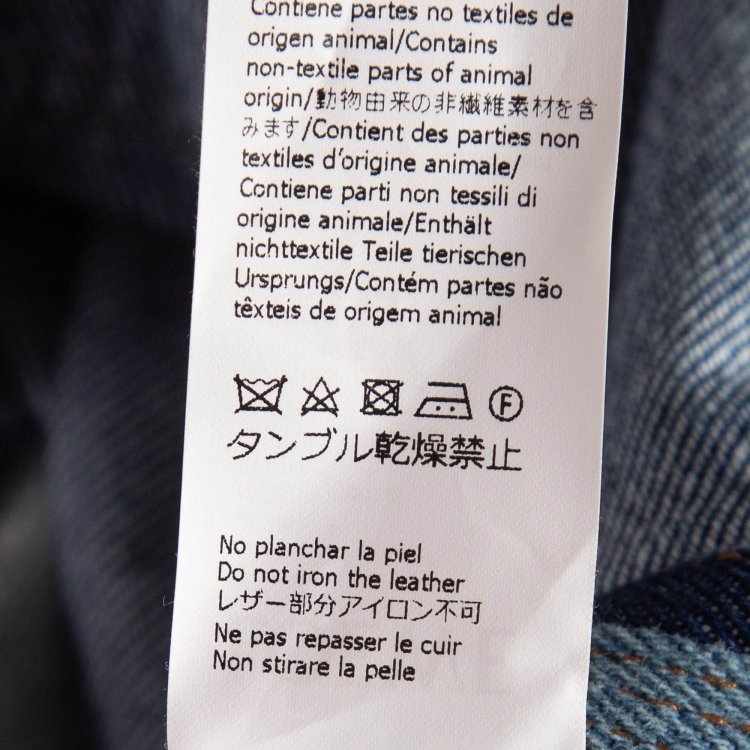 Contiene partes no textiles de
origen animal/Contains
non-textile parts of animal
origin/動物由来の非繊維素材を含
みます/Contient des parties non
textiles d'origine animale/
Contiene parti non tessili di
origine animale/Enthält
nichttextile Teile tierischen
Ursprungs/Contém partes não
têxteis de origem animal
F
タンブル乾燥禁止
No planchar la piel
Do not iron the leather
レザー部分アイロン不可
Ne pas repasser le cuir
Non stirare la pelle